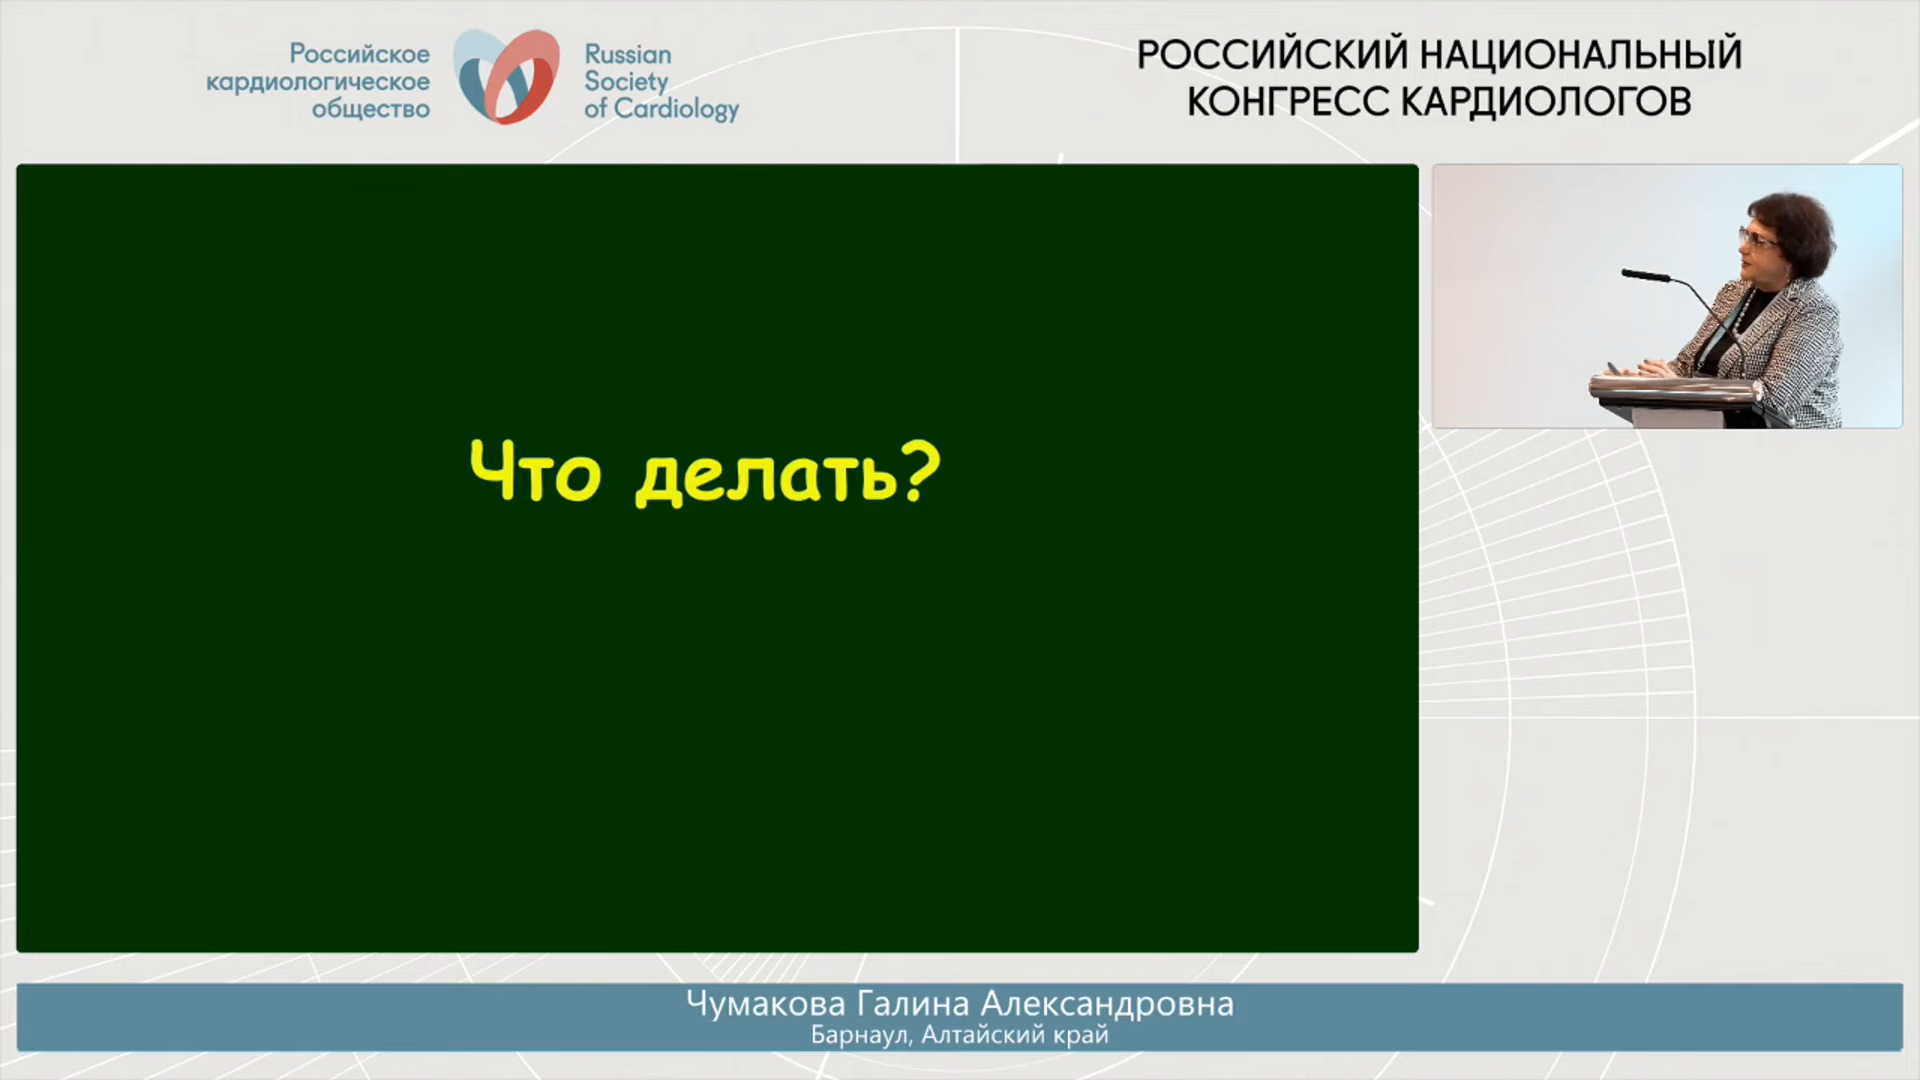 Российское
кардиологическое
общество
Russian
Society
of Cardiology
РОССИЙСКИЙ НАЦИОНАЛЬНЫЙ
КОНГРЕСС КАРДИОЛОГОВ
Что делать?
Чумакова Галина Александровна
Барнаул, Алтайский край